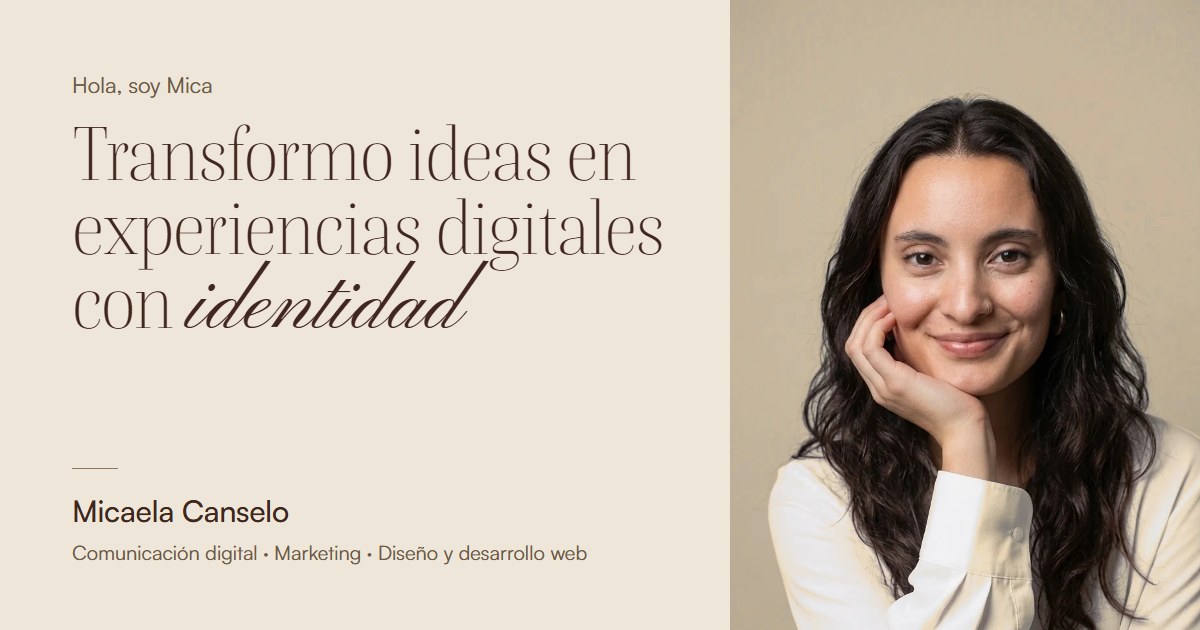 Hola, soy Mica
Transformo ideas en
experiencias digitales
con identidad
Micaela Canselo
Comunicación digital · Marketing · Diseño y desarrollo web